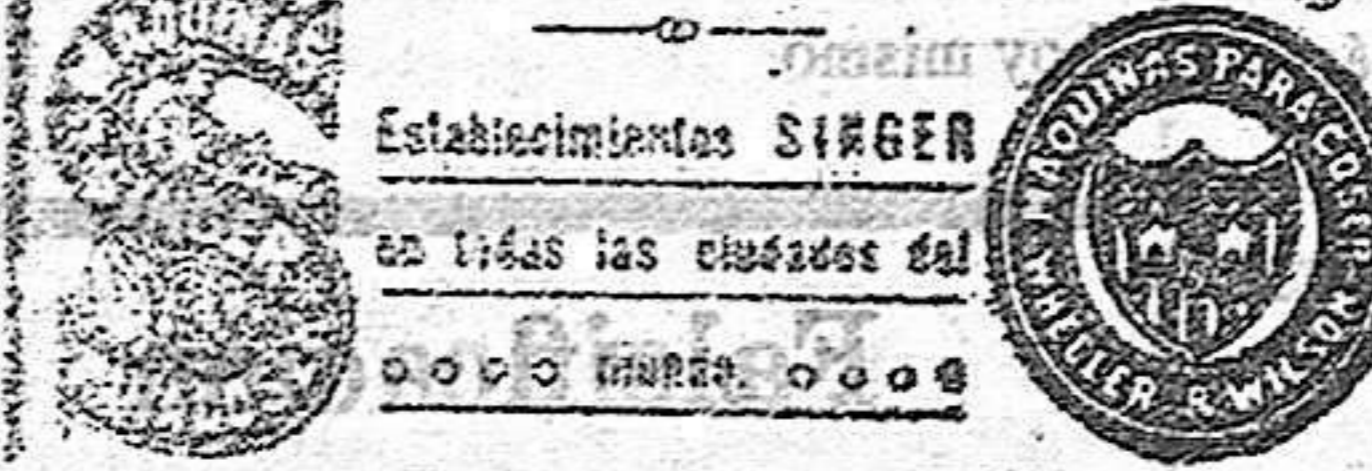 Establecimientos SINGER
en todas las ciudades del
mundo.
MAQUINAS PARA COSER
WHEELER & WILSON